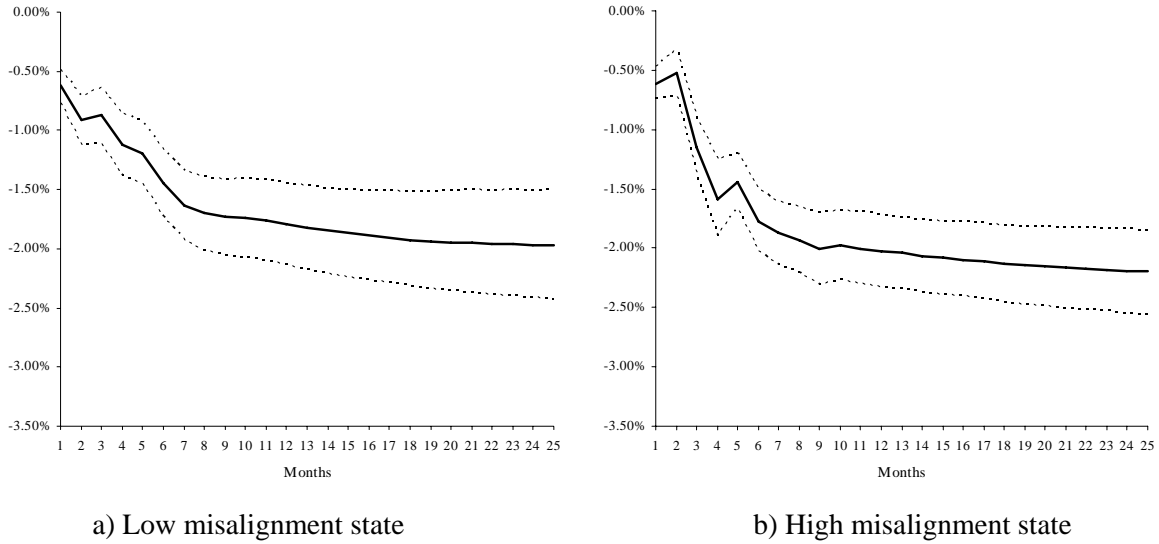 0.00%
-0.50%
-1.00%
-1.50%
-2.00%
-2.50%
-3.00%
-3.50%
1 2 3 4 5 6 7 8 9 10 11 12 13 14 15 16 17 18 19 20 21 22 23 24 25
Months
a) Low misalignment state
0.00%
-0.50%
-1.00%
-1.50%
-2.00%
-2.50%
-3.00%
-3.50%
1 2 3 4 5 6 7 8 9 10 11 12 13 14 15 16 17 18 19 20 21 22 23 24 25
Months
b) High misalignment state